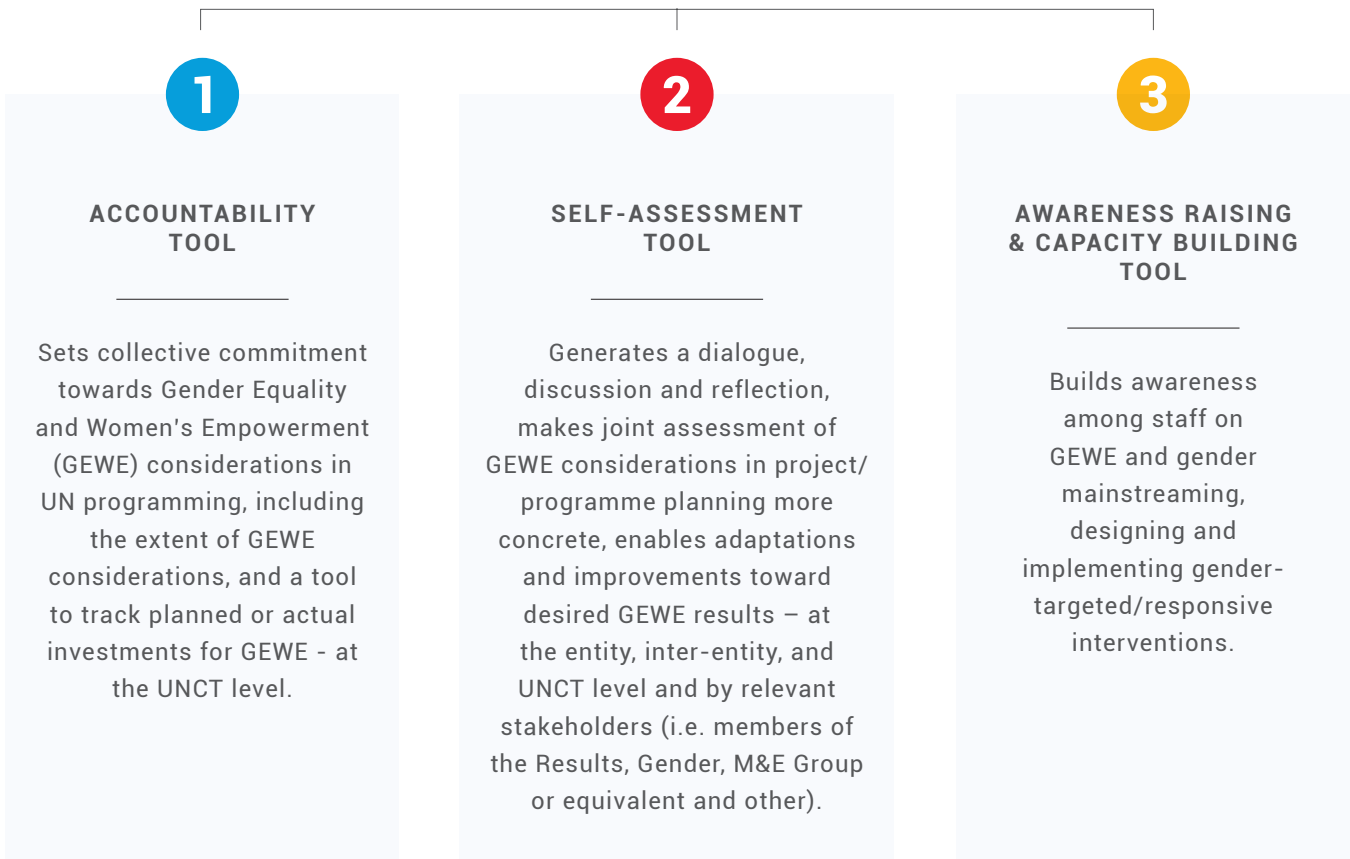 1
ACCOUNTABILITY
TOOL
Sets collective commitment
towards Gender Equality
and Women's Empowerment
(GEWE) considerations in
UN programming, including
the extent of GEWE
considerations, and a tool
to track planned or actual
investments for GEWE - at
the UNCT level.
2
SELF-ASSESSMENT
TOOL
Generates a dialogue,
discussion and reflection,
makes joint assessment of
GEWE considerations in project/
programme planning more
concrete, enables adaptations
and improvements toward
desired GEWE results – at
the entity, inter-entity, and
UNCT level and by relevant
stakeholders (i.e. members of
the Results, Gender, M&E Group
or equivalent and other).
3
AWARENESS RAISING
& CAPACITY BUILDING
TOOL
Builds awareness
among staff on
GEWE and gender
mainstreaming,
designing and
implementing gender-
targeted/responsive
interventions.